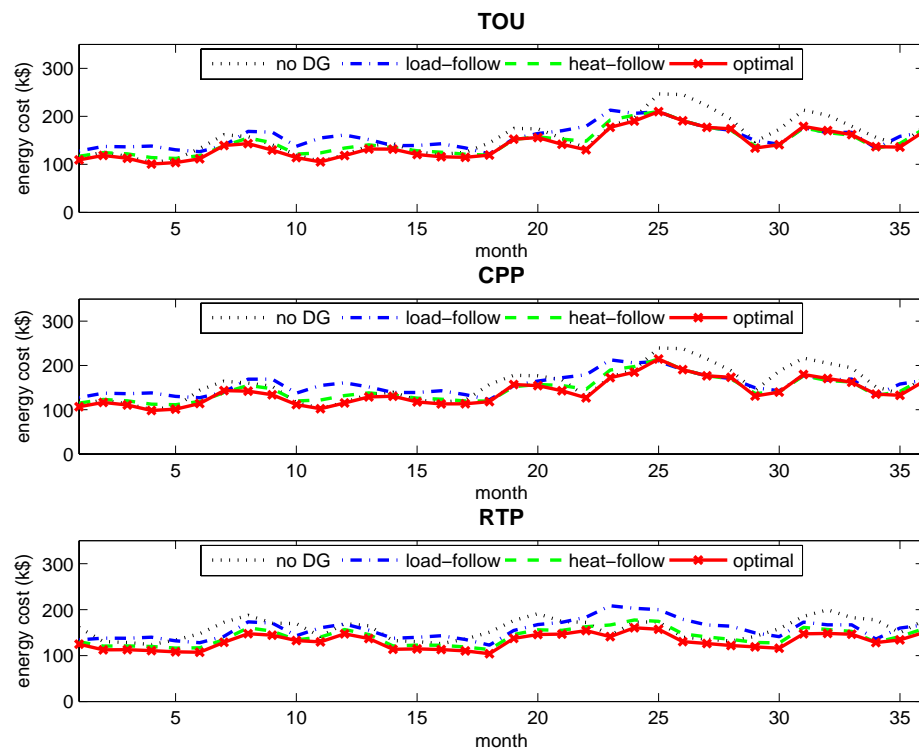 TOU
no DG load−follow heat−follow optimal
energy cost (k$)
300
200
100
0
5 10 15 20 25 30 35
month
CPP
no DG load−follow heat−follow optimal
energy cost (k$)
300
200
100
0
5 10 15 20 25 30 35
month
RTP
no DG load−follow heat−follow optimal
energy cost (k$)
300
200
100
0
5 10 15 20 25 30 35
month